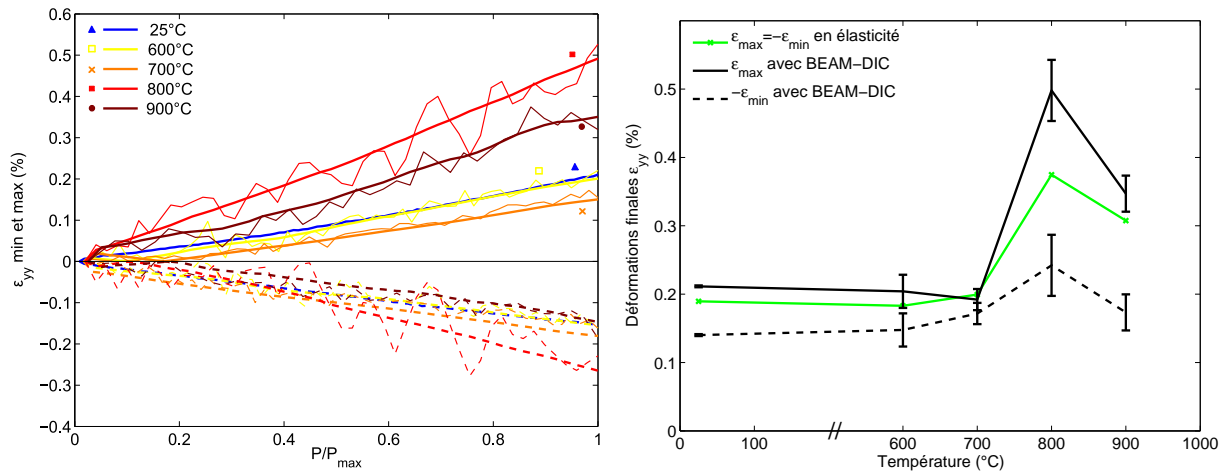 0.6
0.5
0.4
0.3
0.2
0.1
0
−0.1
−0.2
−0.3
−0.4
ε_yy min et max (%)
25°C
600°C
700°C
800°C
900°C
0 0.2 0.4 0.6 0.8 1
P/P_max
0.5
0.4
0.3
0.2
0.1
0
Déformations finales ε_yy (%)
ε_max=−ε_min en élasticité
ε_max avec BEAM−DIC
−ε_min avec BEAM−DIC
0 100 // 600 700 800 900 1000
Température (°C)